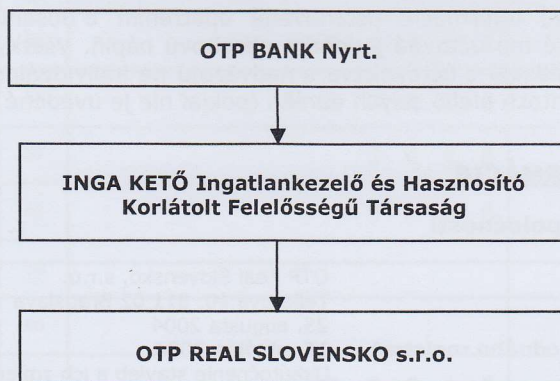 OTP BANK Nyrt.
INGA KETŐ Ingatlankezelő és Hasznosító
Korlátolt Felelősségű Társaság
OTP REAL SLOVENSKO s.r.o.